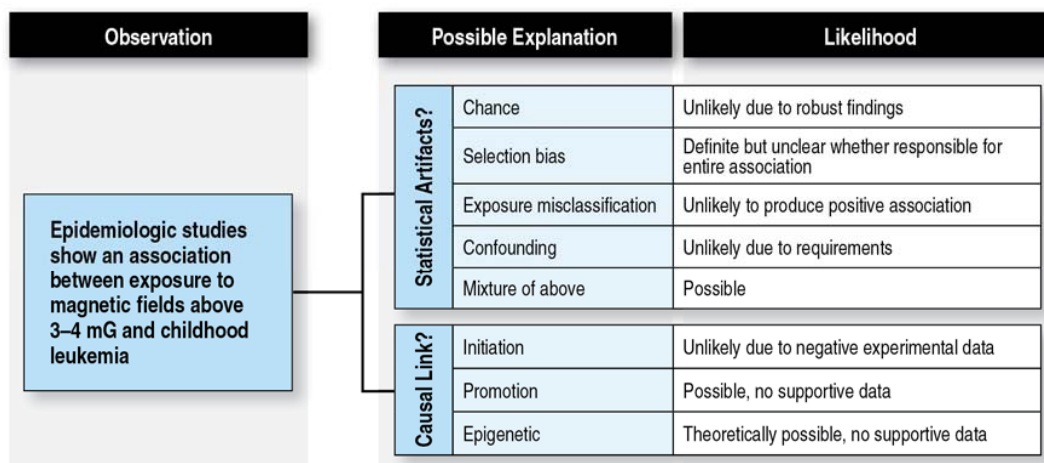 Observation
Possible Explanation
Likelihood
Epidemiologic studies
show an association
between exposure to
magnetic fields above
3–4 mG and childhood
leukemia
Statistical Artifacts?
Chance
Unlikely due to robust findings
Selection bias
Definite but unclear whether responsible for
entire association
Exposure misclassification
Unlikely to produce positive association
Confounding
Unlikely due to requirements
Mixture of above
Possible
Causal Link?
Initiation
Unlikely due to negative experimental data
Promotion
Possible, no supportive data
Epigenetic
Theoretically possible, no supportive data